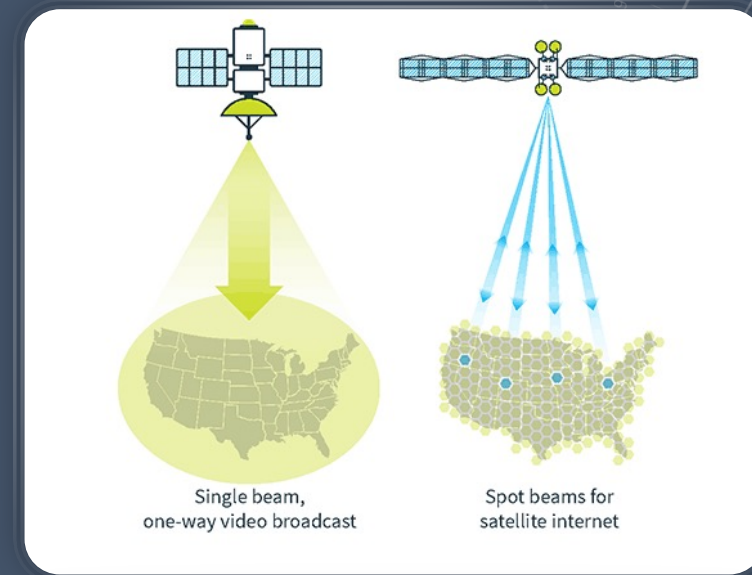 Single beam,
one-way video broadcast
Spot beams for
satellite internet